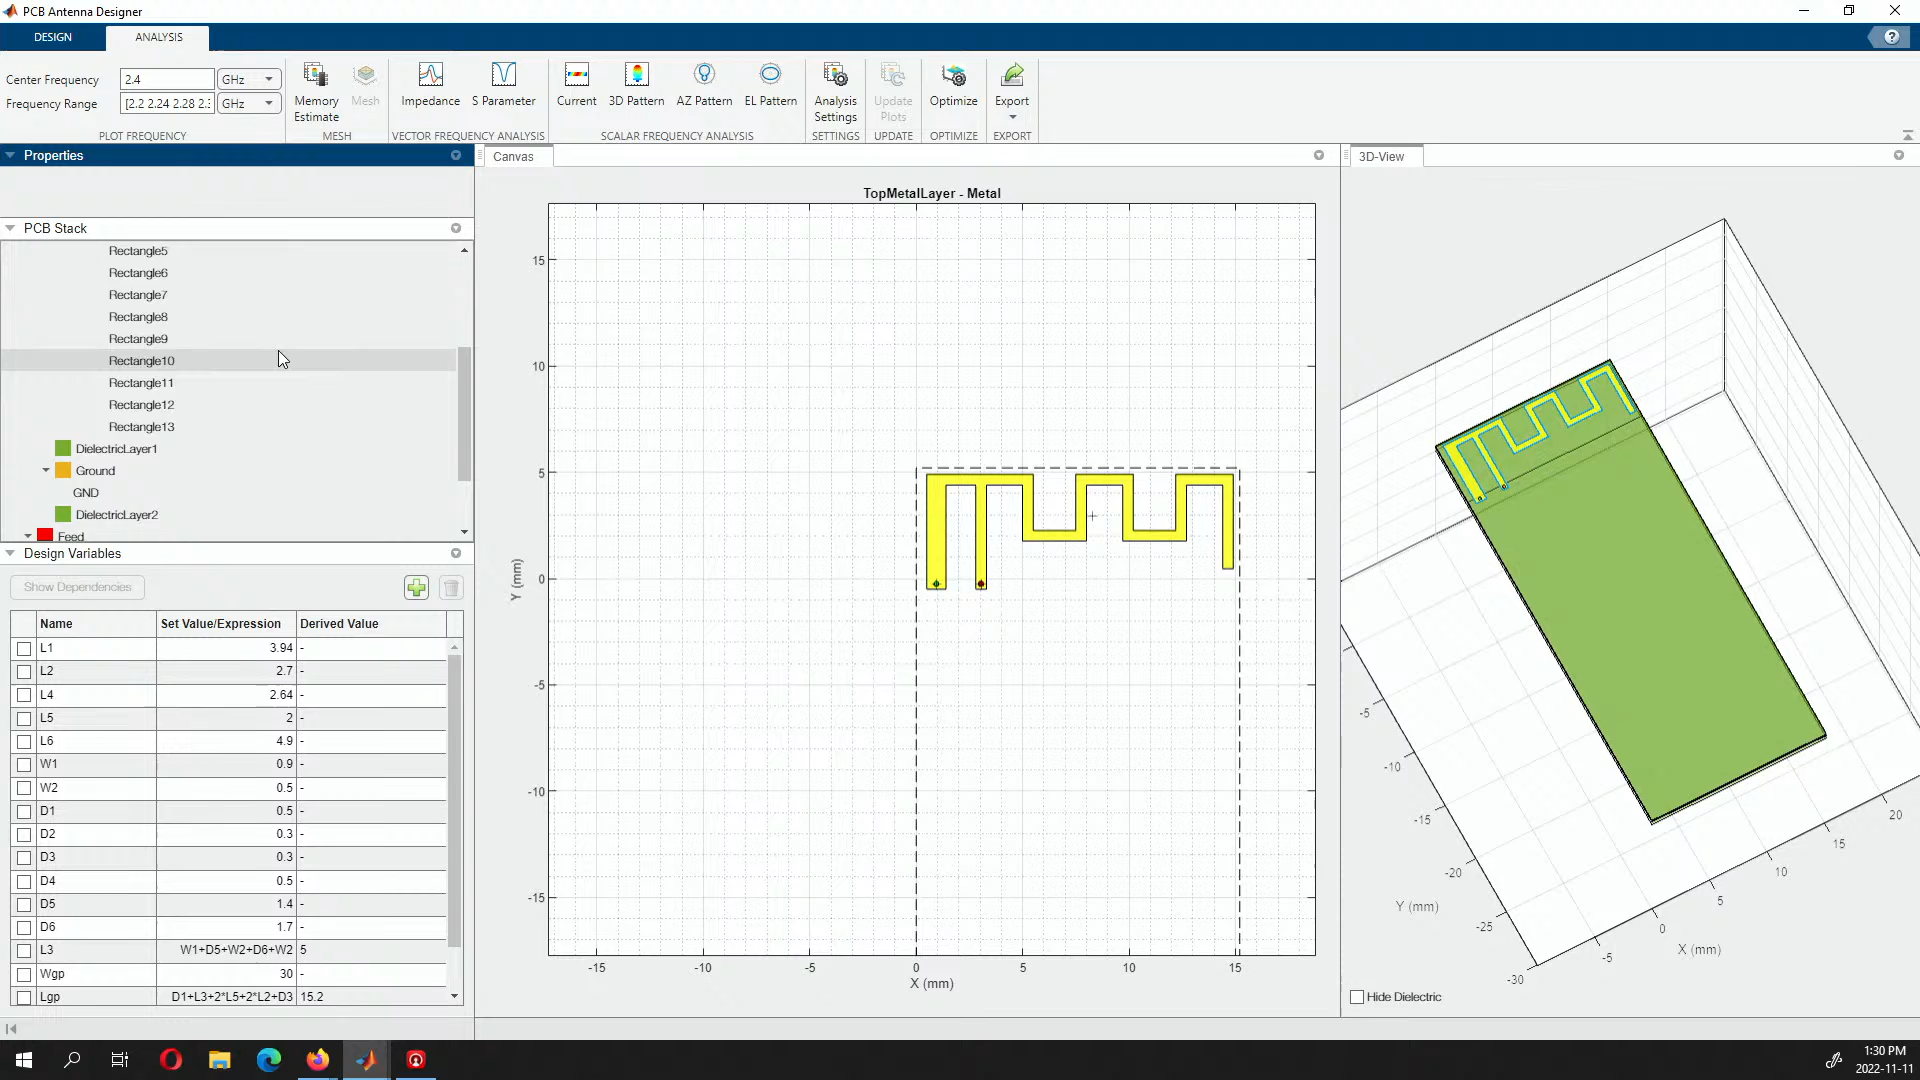 PCB Antenna Designer
DESIGN
ANALYSIS
Center Frequency
2.4
GHz
Frequency Range
[2.2 2.24 2.28 2.3
GHz
PLOT FREQUENCY
Memory
Estimate
Mesh
MESH
Impedance
S Parameter
VECTOR FREQUENCY ANALYSIS
Current
3D Pattern
AZ Pattern
EL Pattern
SCALAR FREQUENCY ANALYSIS
Analysis
Settings
SETTINGS
Update
Plots
UPDATE
Optimize
OPTIMIZE
Export
EXPORT
Properties
PCB Stack
Rectangle5
Rectangle6
Rectangle7
Rectangle8
Rectangle9
Rectangle10
Rectangle11
Rectangle12
Rectangle13
DielectricLayer1
Ground
GND
DielectricLayer2
Feed
Design Variables
Show Dependencies
Name Set Value/Expression Derived Value
L1 3.94 -
L2 2.7 -
L4 2.64 -
L5 2 -
L6 4.9 -
W1 0.9 -
W2 0.5 -
D1 0.5 -
D2 0.3 -
D3 0.3 -
D4 0.5 -
D5 1.4 -
D6 1.7 -
L3 W1+D5+W2+D6+W2 5
Wgp 30 -
Lgp D1+L3+2*L5+2*L2+D3 15.2
Canvas
TopMetalLayer - Metal
15
10
5
0
-5
-10
-15
Y (mm)
-15 -10 -5 0 5 10 15
X (mm)
3D-View
-5
-10
-15
-20
-25
-30
Y (mm)
-5
0
5
10
15
20
X (mm)
Hide Dielectric
1:30 PM
2022-11-11